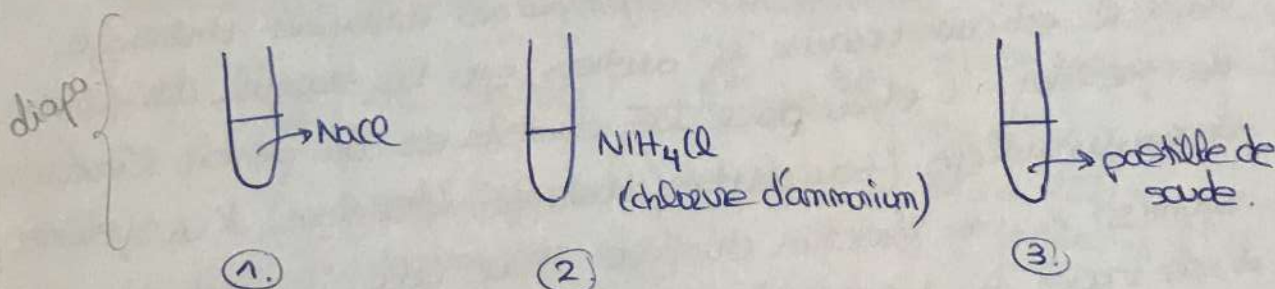 diapo
NaCl
NH4Cl
(chlorure d'ammonium)
pastille de
soude.
1.
2.
3.